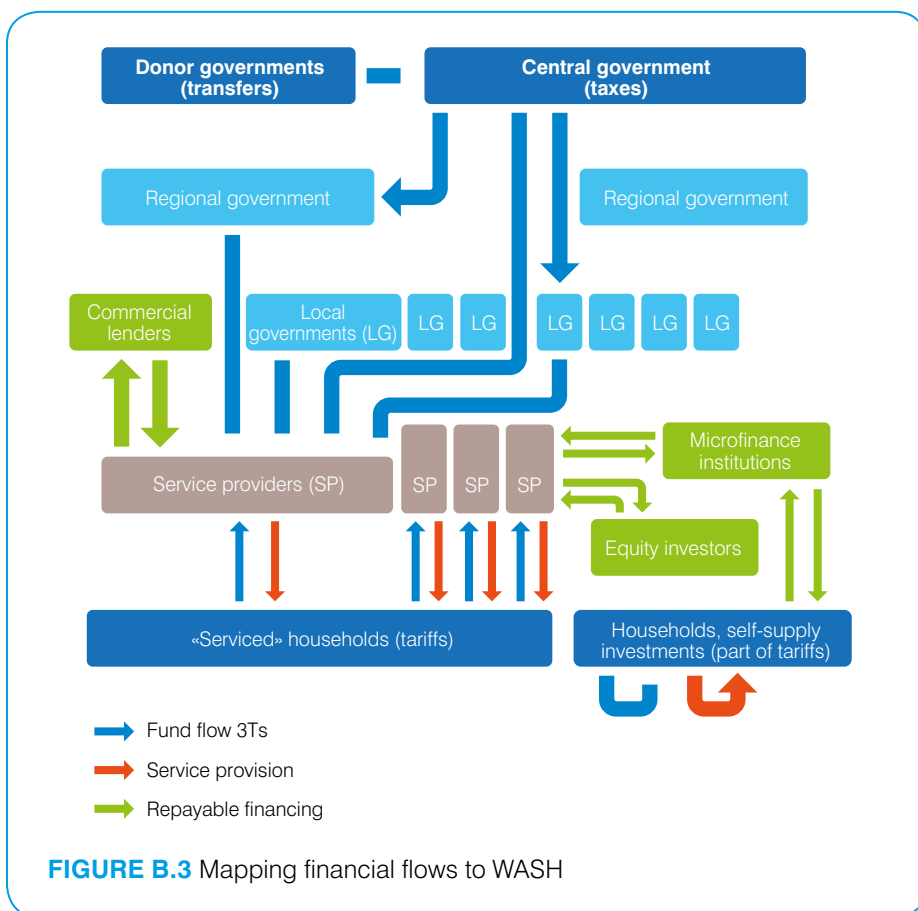 Donor governments
(transfers)
Central government
(taxes)
Regional government
Regional government
Commercial
lenders
Local
governments (LG)
LG
LG
LG
LG
LG
LG
Service providers (SP)
SP
SP
SP
Microfinance
institutions
Equity investors
«Serviced» households (tariffs)
Households, self-supply
investments (part of tariffs)
Fund flow 3Ts
Service provision
Repayable financing
FIGURE B.3 Mapping financial flows to WASH